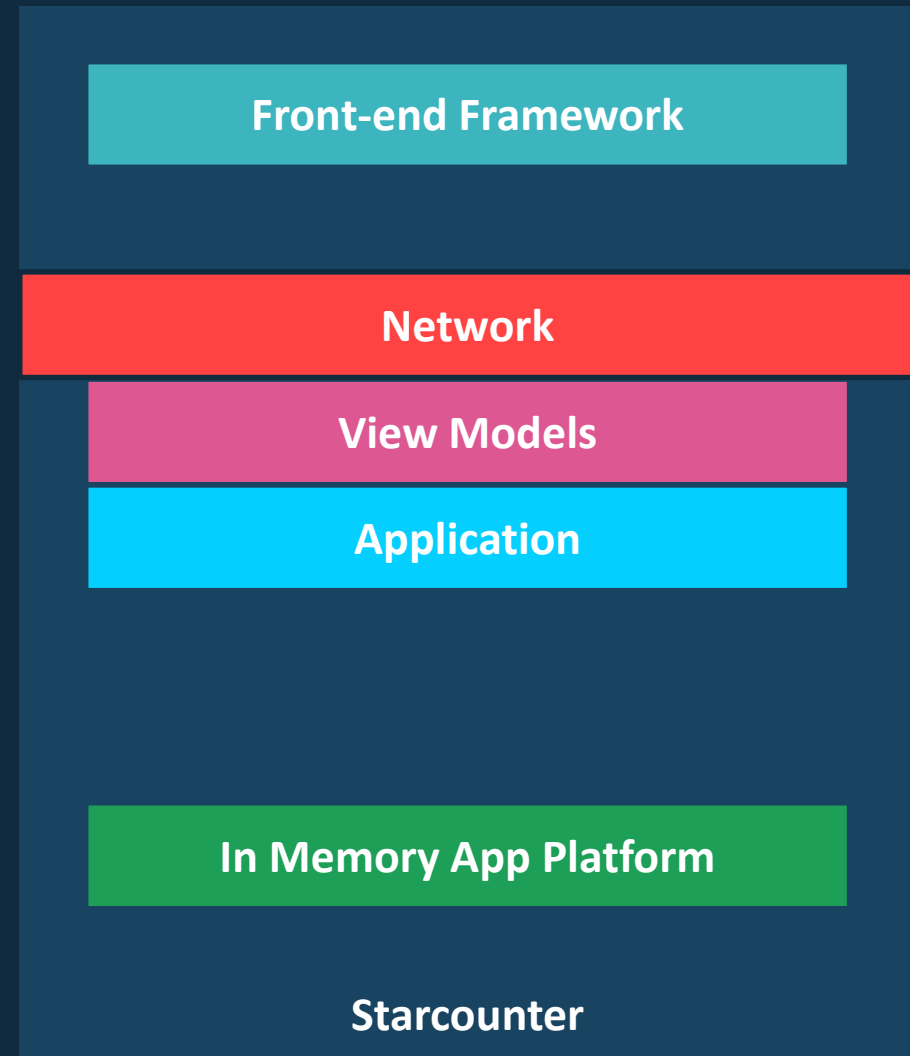 Front-end Framework
Network
View Models
Application
In Memory App Platform
Starcounter